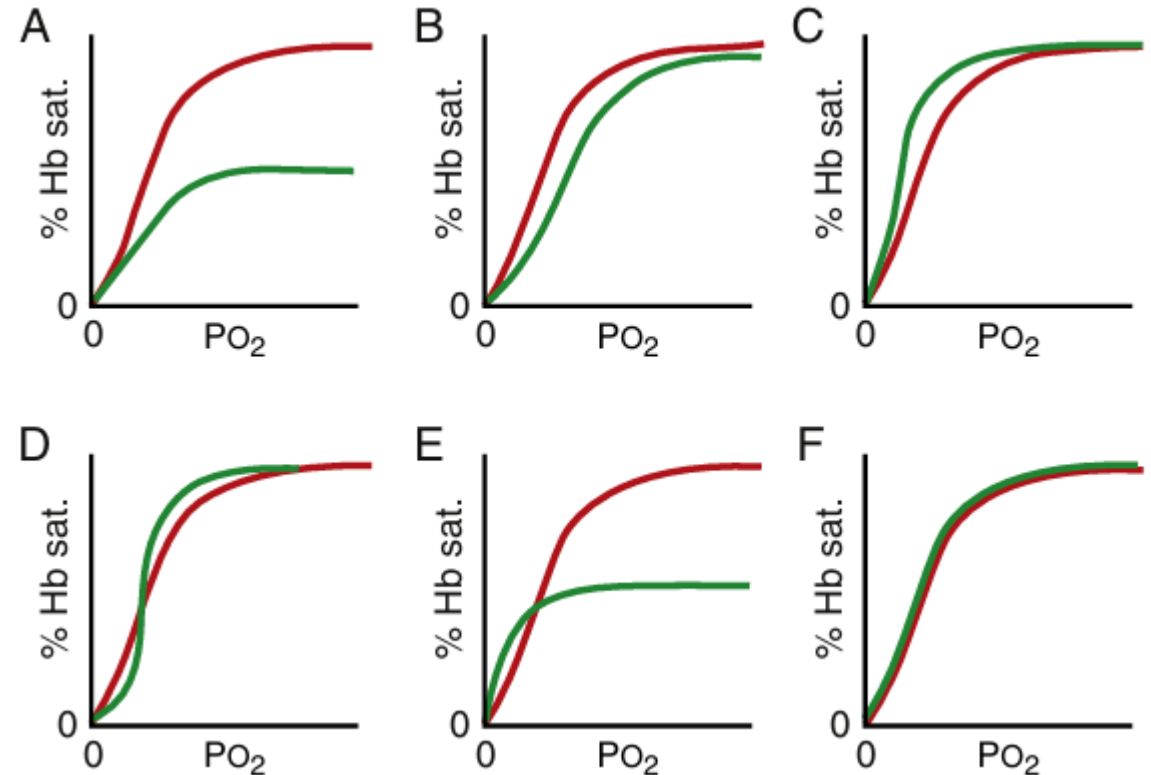 A
% Hb sat.
0
0
PO₂
B
% Hb sat.
0
0
PO₂
C
% Hb sat.
0
0
PO₂
D
% Hb sat.
0
0
PO₂
E
% Hb sat.
0
0
PO₂
F
% Hb sat.
0
0
PO₂